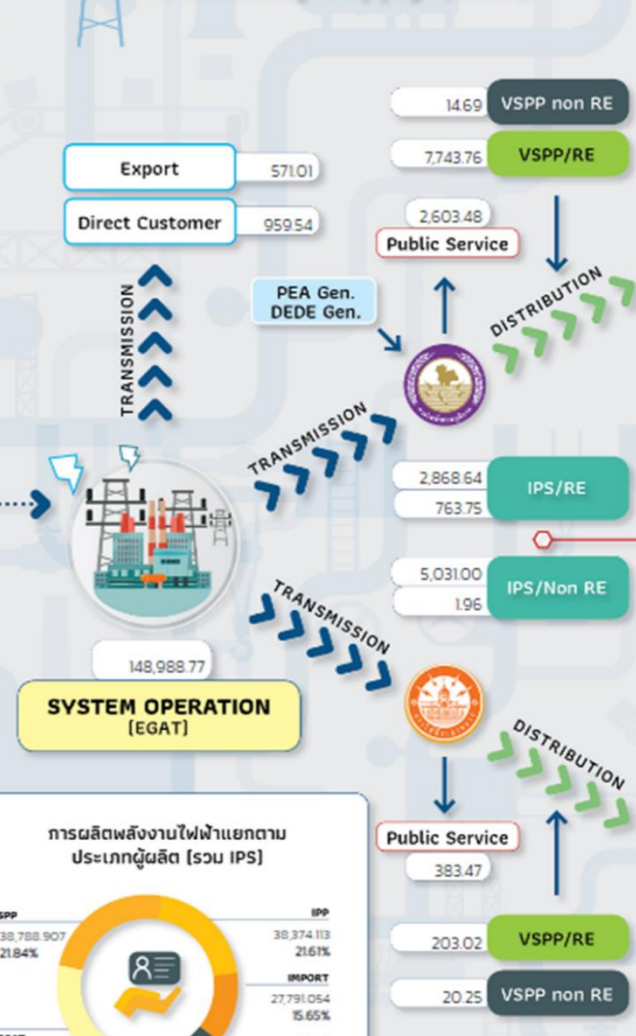 14.69 VSPP non RE
7,743.76 VSPP/RE
Export 571.01
Direct Customer 959.54
2,603.48
Public Service
PEA Gen.
DEDE Gen.
DISTRIBUTION
TRANSMISSION
TRANSMISSION
2,868.64
763.75
IPS/RE
5,031.00
1.96
IPS/Non RE
TRANSMISSION
148,988.77
SYSTEM OPERATION
(EGAT)
DISTRIBUTION
Public Service
383.47
203.02 VSPP/RE
20.25 VSPP non RE
การผลิตพลังงานไฟฟ้าแยกตาม
ประเภทผู้ผลิต (รวม IPS)
SPP
38,788.907
21.84%
IPP
38,374.113
21.61%
IMPORT
27,791.054
15.65%